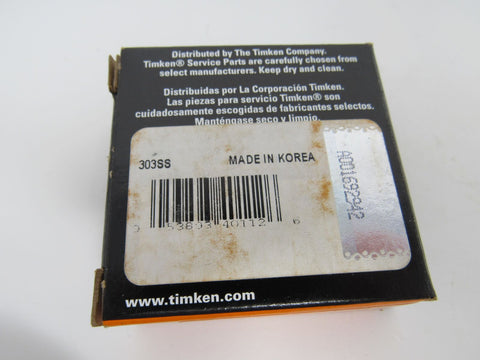 Distributed by The Timken Company.
Timken® Service Parts are carefully chosen from
select manufacturers. Keep dry and clean.
Distribuidas por La Corporación Timken.
Las piezas para servicio Timken® son
cuidadosamente escogidas de fabricantes selectos.
Manténgase seco y limpio.
303SS MADE IN KOREA
A001692942
0 53893 40112 6
www.timken.com